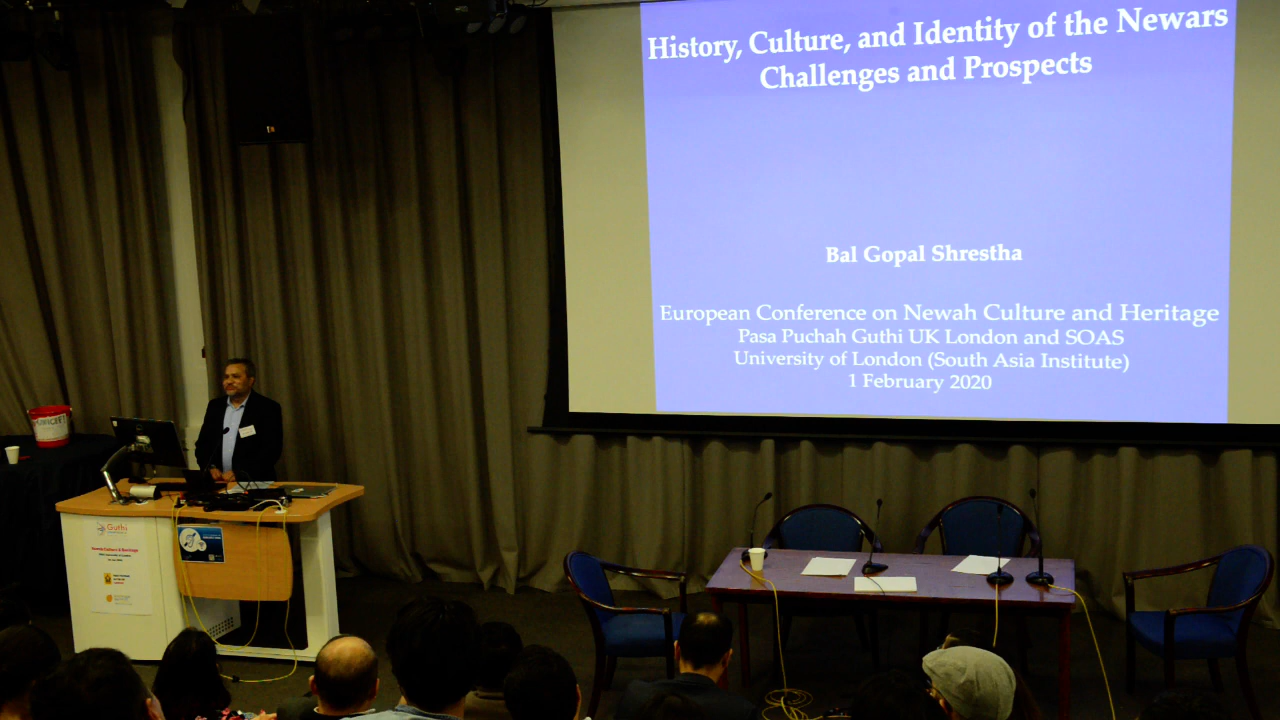 History, Culture, and Identity of the Newars
Challenges and Prospects
Bal Gopal Shrestha
European Conference on Newah Culture and Heritage
Pasa Puchah Guthi UK London and SOAS
University of London (South Asia Institute)
1 February 2020
Guthi